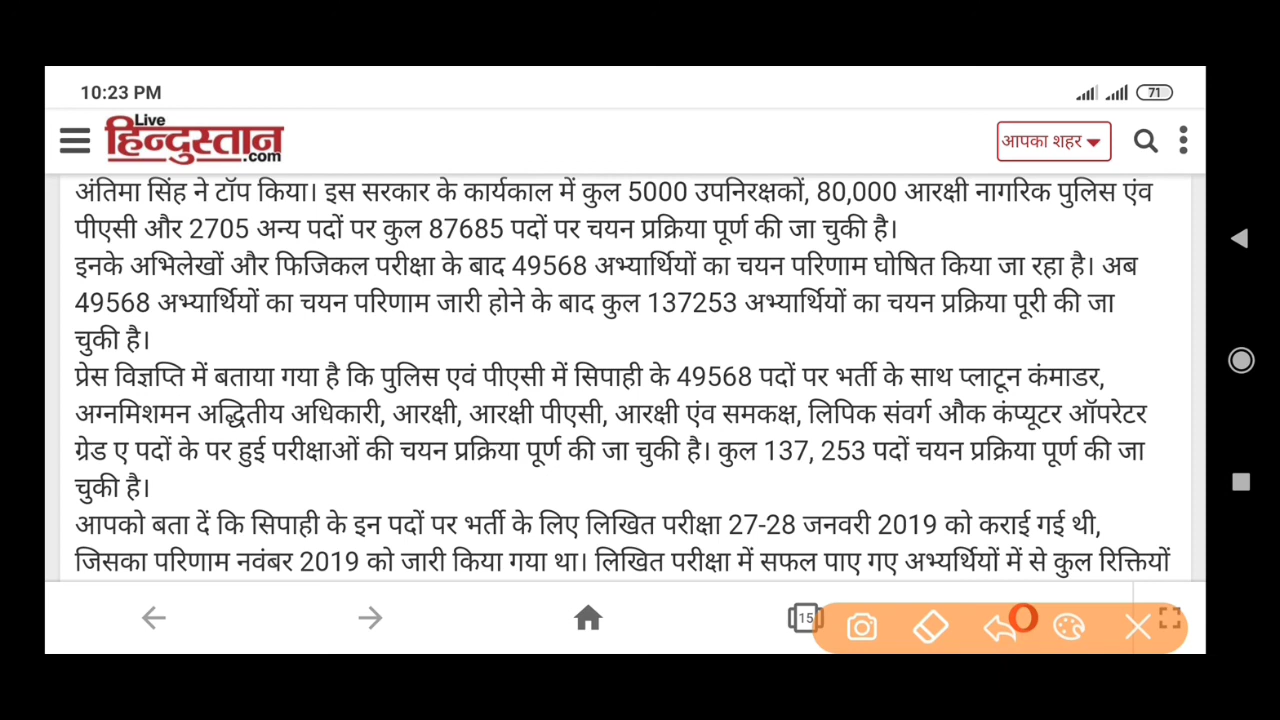 10:23 PM
71
Live
हिन्दुस्तान
.com
आपका शहर
अंतिमा सिंह ने टॉप किया। इस सरकार के कार्यकाल में कुल 5000 उपनिरक्षकों, 80,000 आरक्षी नागरिक पुलिस एंव
पीएसी और 2705 अन्य पदों पर कुल 87685 पदों पर चयन प्रक्रिया पूर्ण की जा चुकी है।
इनके अभिलेखों और फिजिकल परीक्षा के बाद 49568 अभ्यार्थियों का चयन परिणाम घोषित किया जा रहा है। अब
49568 अभ्यार्थियों का चयन परिणाम जारी होने के बाद कुल 137253 अभ्यार्थियों का चयन प्रक्रिया पूरी की जा
चुकी है।
प्रेस विज्ञप्ति में बताया गया है कि पुलिस एवं पीएसी में सिपाही के 49568 पदों पर भर्ती के साथ प्लाटून कंमाडर,
अग्नमिशमन अद्धितीय अधिकारी, आरक्षी, आरक्षी पीएसी, आरक्षी एंव समकक्ष, लिपिक संवर्ग औक कंप्यूटर ऑपरेटर
ग्रेड ए पदों के पर हुई परीक्षाओं की चयन प्रक्रिया पूर्ण की जा चुकी है। कुल 137, 253 पदों चयन प्रक्रिया पूर्ण की जा
चुकी है।
आपको बता दें कि सिपाही के इन पदों पर भर्ती के लिए लिखित परीक्षा 27-28 जनवरी 2019 को कराई गई थी,
जिसका परिणाम नवंबर 2019 को जारी किया गया था। लिखित परीक्षा में सफल पाए गए अभ्यर्थियों में से कुल रिक्तियों
15